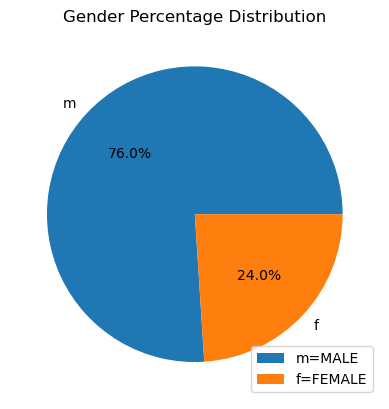 Gender Percentage Distribution
m
76.0%
24.0%
f
m=MALE
f=FEMALE